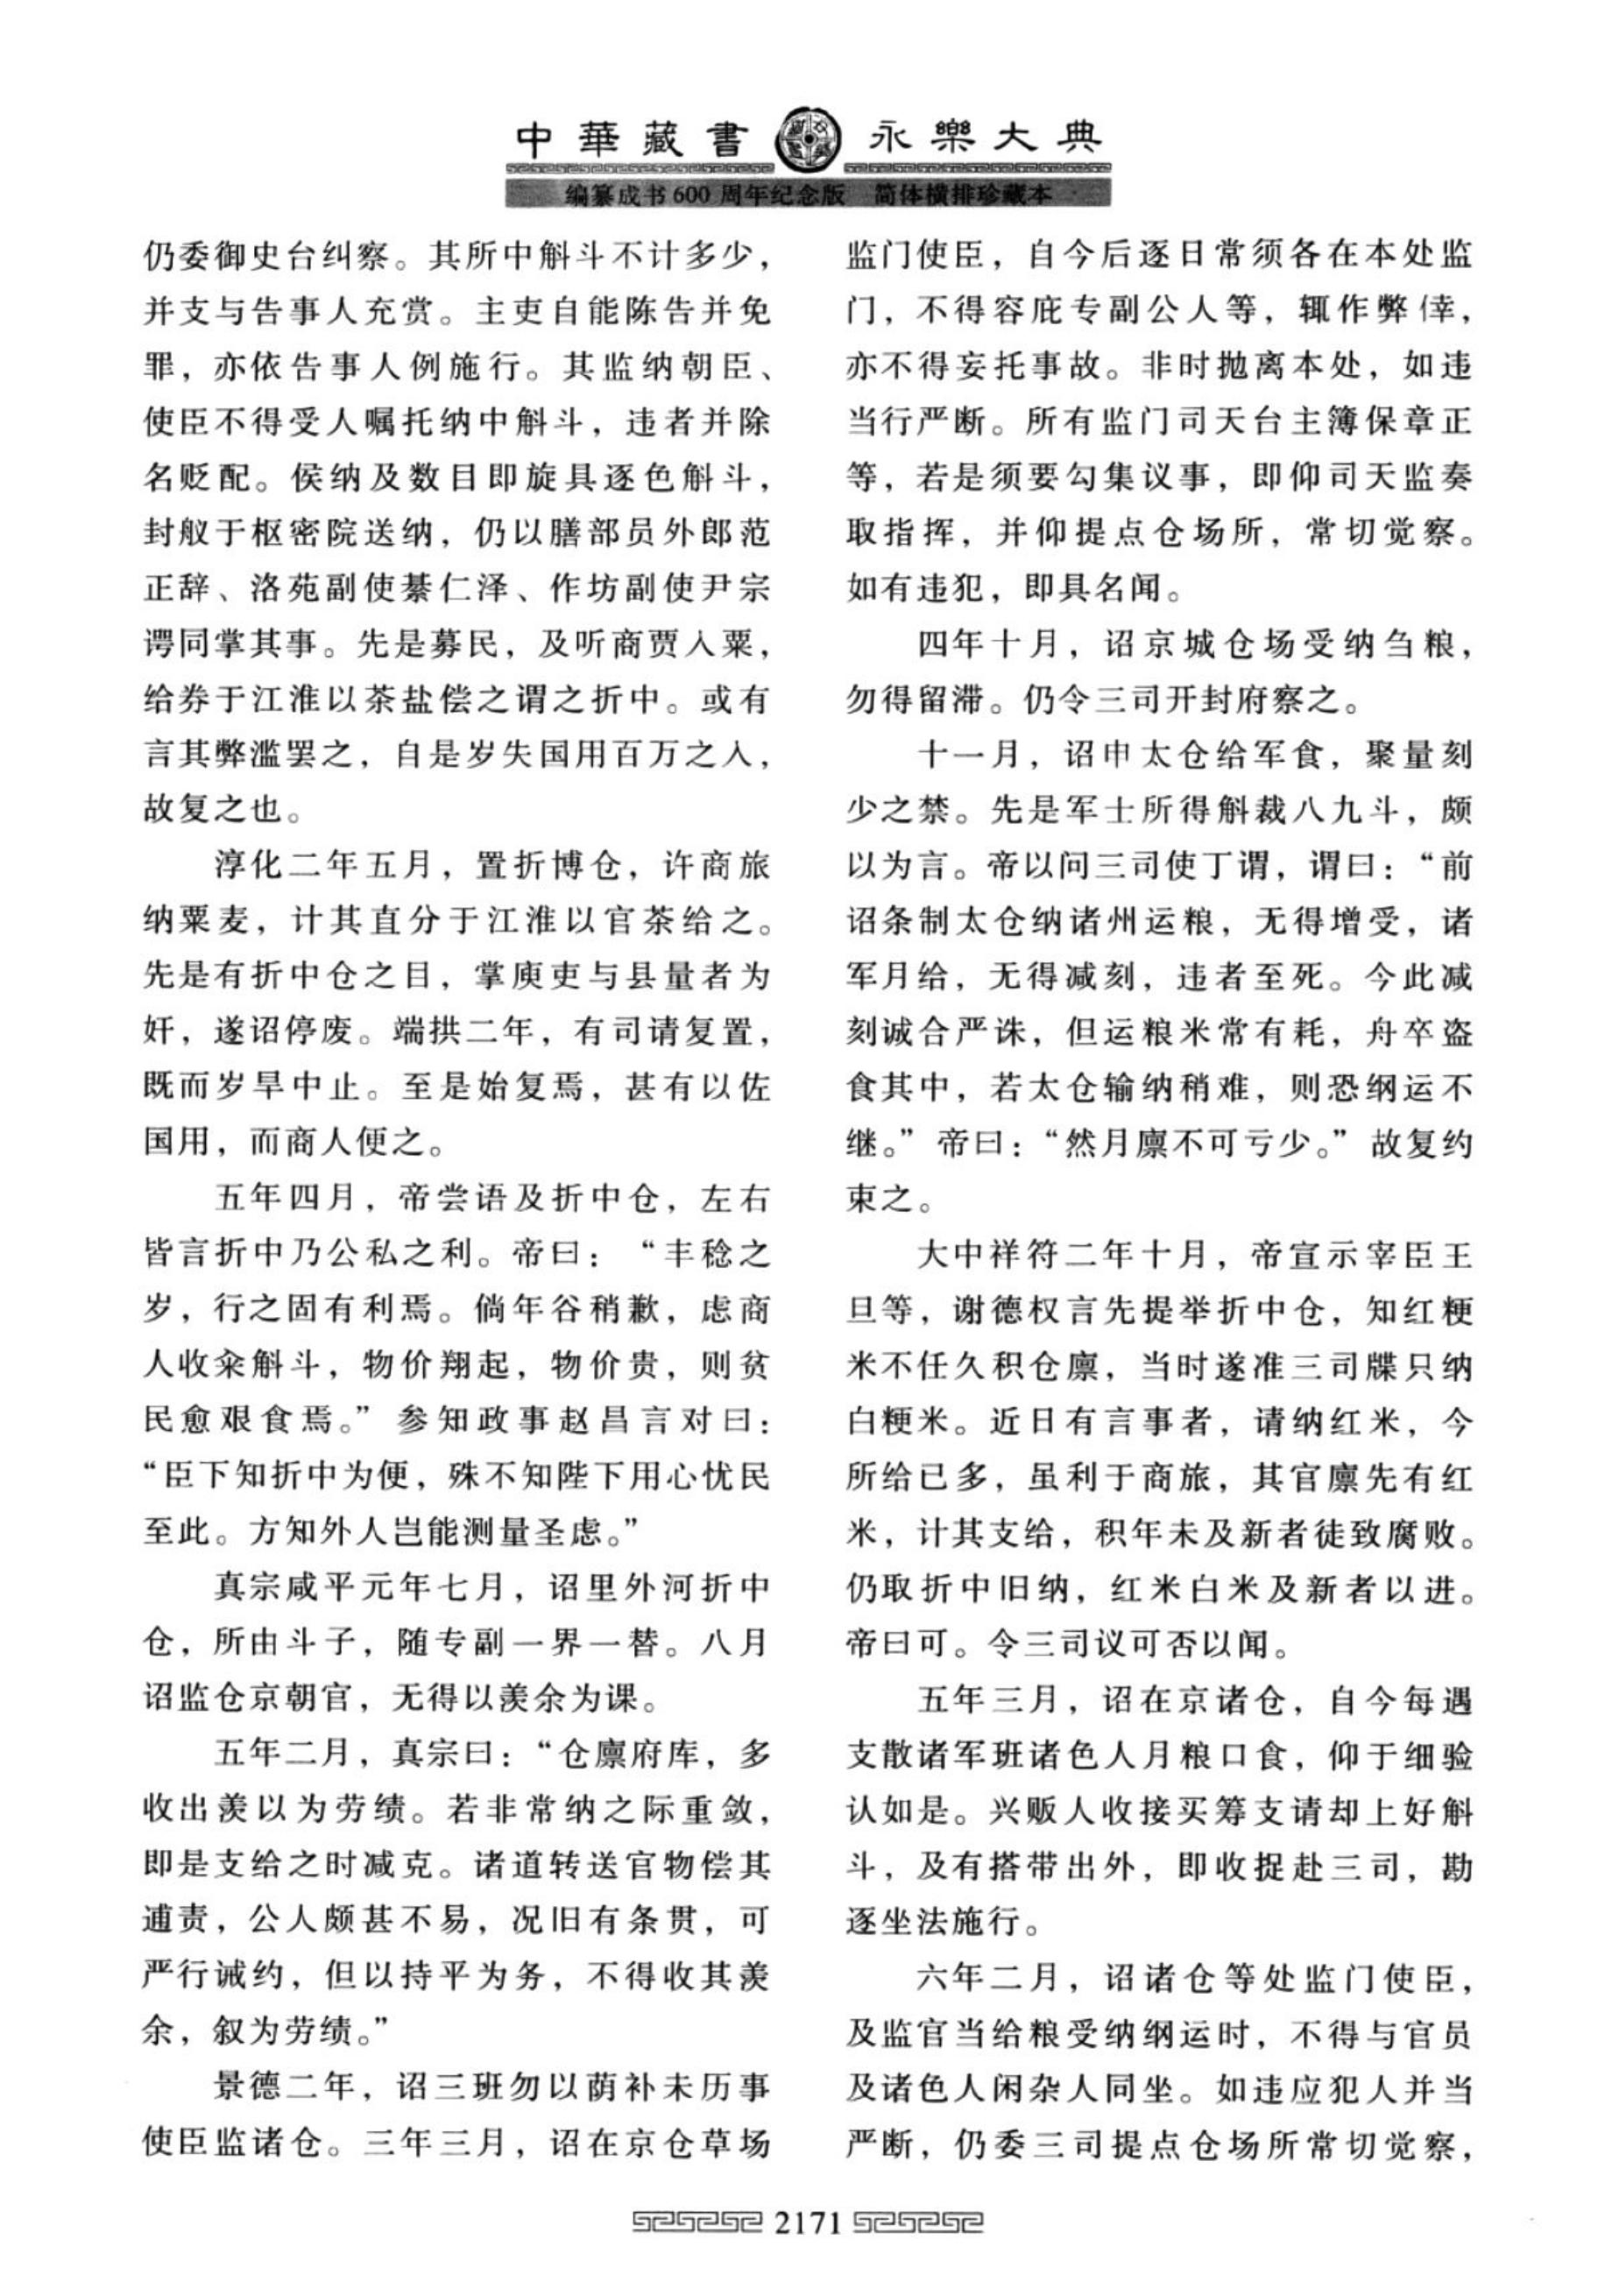 中華藏書 永樂大典
编纂成书600周年纪念版 简体横排珍藏本
仍委御史台纠察。其所中斛斗不计多少，
并支与告事人充赏。主吏自能陈告并免
罪，亦依告事人例施行。其监纳朝臣、
使臣不得受人嘱托纳中斛斗，违者并除
名贬配。侯纳及数目即旋具逐色斛斗，
封舣于枢密院送纳，仍以膳部员外郎范
正辞、洛苑副使綦仁泽、作坊副使尹宗
谔同掌其事。先是募民，及听商贾入粟，
给券于江淮以茶盐偿之谓之折中。或有
言其弊滥罢之，自是岁失国用百万之入，
故复之也。
淳化二年五月，置折博仓，许商旅
纳粟麦，计其直分于江淮以官茶给之。
先是有折中仓之目，掌庾吏与县量者为
奸，遂诏停废。端拱二年，有司请复置，
既而岁旱中止。至是始复焉，甚有以佐
国用，而商人便之。
五年四月，帝尝语及折中仓，左右
皆言折中乃公私之利。帝曰：“丰稔之
岁，行之固有利焉。倘年谷稍歉，虑商
人收籴斛斗，物价翔起，物价贵，则贫
民愈艰食焉。”参知政事赵昌言对曰：
“臣下知折中为便，殊不知陛下用心忧民
至此。方知外人岂能测量圣虑。”
真宗咸平元年七月，诏里外河折中
仓，所由斗子，随专副一界一替。八月
诏监仓京朝官，无得以羡余为课。
五年二月，真宗曰：“仓廪府库，多
收出羡以为劳绩。若非常纳之际重敛，
即是支给之时减克。诸道转送官物偿其
逋责，公人颇甚不易，况旧有条贯，可
严行诫约，但以持平为务，不得收其羡
余，叙为劳绩。”
景德二年，诏三班勿以荫补未历事
使臣监诸仓。三年三月，诏在京仓草场
监门使臣，自今后逐日常须各在本处监
门，不得容庇专副公人等，辄作弊倖，
亦不得妄托事故。非时抛离本处，如违
当行严断。所有监门司天台主簿保章正
等，若是须要勾集议事，即仰司天监奏
取指挥，并仰提点仓场所，常切觉察。
如有违犯，即具名闻。
四年十月，诏京城仓场受纳刍粮，
勿得留滞。仍令三司开封府察之。
十一月，诏申太仓给军食，聚量刻
少之禁。先是军士所得斛裁八九斗，颇
以为言。帝以问三司使丁谓，谓曰：“前
诏条制太仓纳诸州运粮，无得增受，诸
军月给，无得减刻，违者至死。今此减
刻诚合严诛，但运粮米常有耗，舟卒盗
食其中，若太仓输纳稍难，则恐纲运不
继。”帝曰：“然月廪不可亏少。”故复约
束之。
大中祥符二年十月，帝宣示宰臣王
旦等，谢德权言先提举折中仓，知红粳
米不任久积仓廪，当时遂准三司牒只纳
白粳米。近日有言事者，请纳红米，今
所给已多，虽利于商旅，其官廪先有红
米，计其支给，积年未及新者徒致腐败。
仍取折中旧纳，红米白米及新者以进。
帝曰可。令三司议可否以闻。
五年三月，诏在京诸仓，自今每遇
支散诸军班诸色人月粮口食，仰于细验
认如是。兴贩人收接买筹支请却上好斛
斗，及有搭带出外，即收捉赴三司，勘
逐坐法施行。
六年二月，诏诸仓等处监门使臣，
及监官当给粮受纳纲运时，不得与官员
及诸色人闲杂人同坐。如违应犯人并当
严断，仍委三司提点仓场所常切觉察，
2171